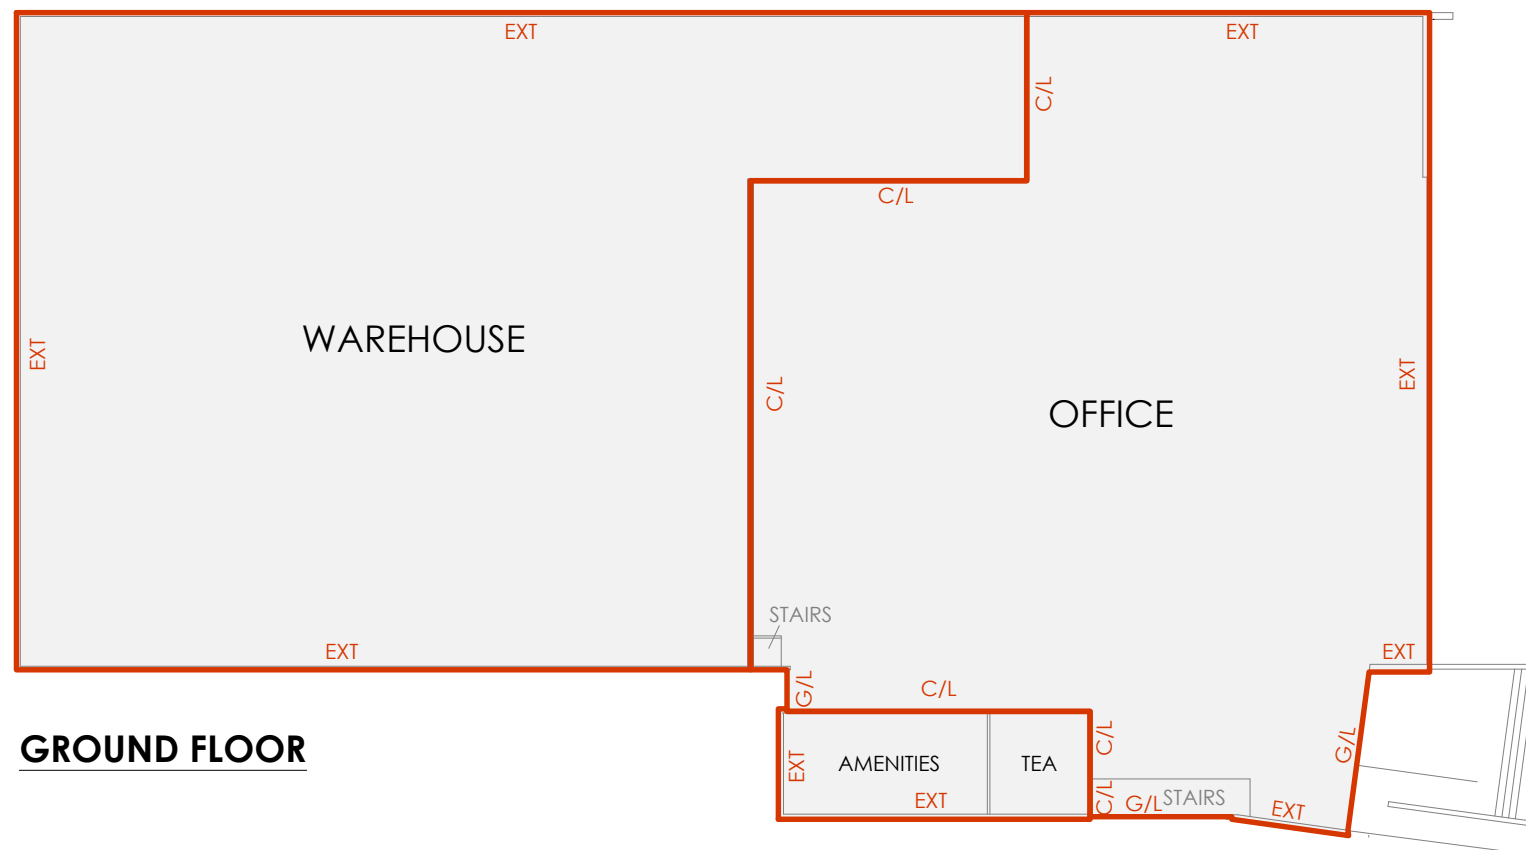 EXT
EXT
C/L
C/L
WAREHOUSE
EXT
EXT
C/L
OFFICE
STAIRS
EXT
EXT
G/L
C/L
GROUND FLOOR
C/L
G/L
EXT
AMENITIES
TEA
EXT
C/L
G/L
STAIRS
EXT